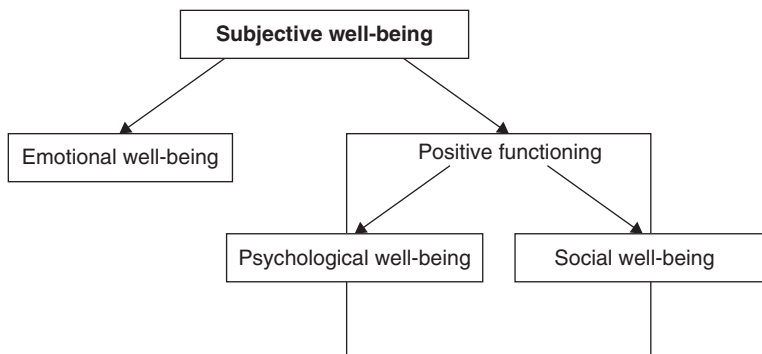 Subjective well-being
Emotional well-being
Positive functioning
Psychological well-being
Social well-being